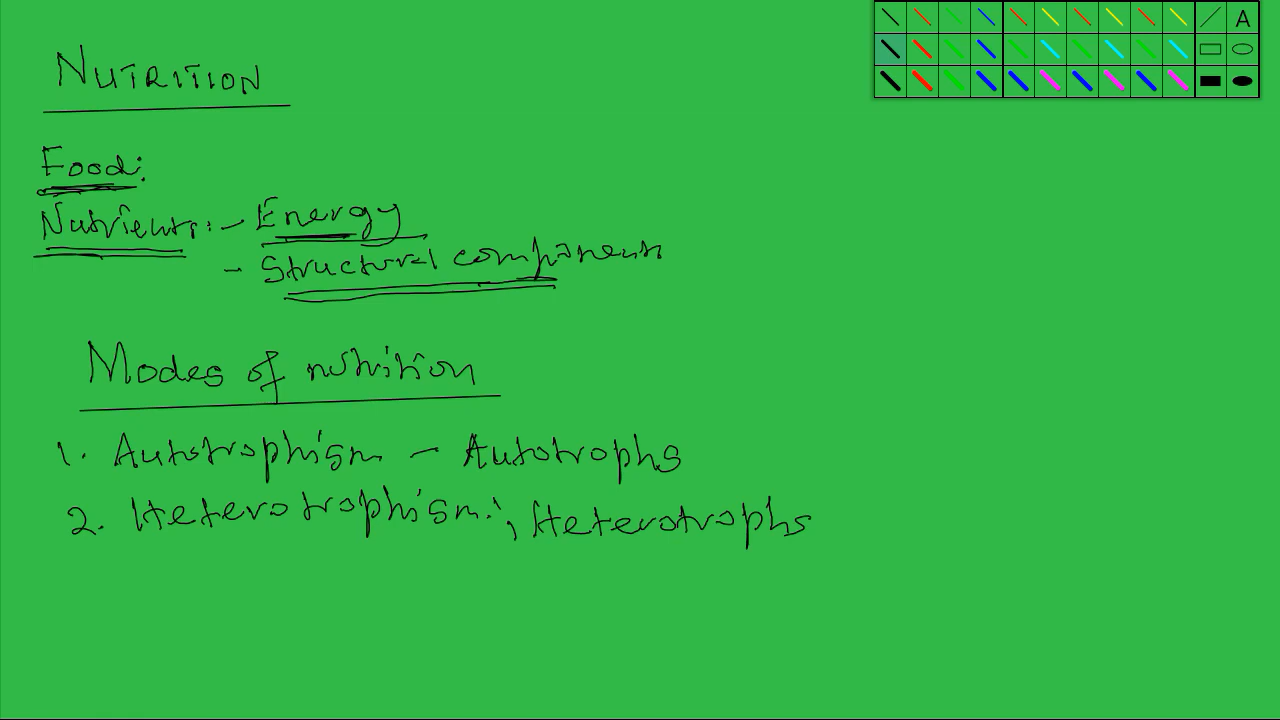 NUTRITION
Food:
Nutrients: - Energy
- Structural components
Modes of nutrition
1. Autotrophism - Autotrophs
2. Heterotrophism: , Heterotrophs
A